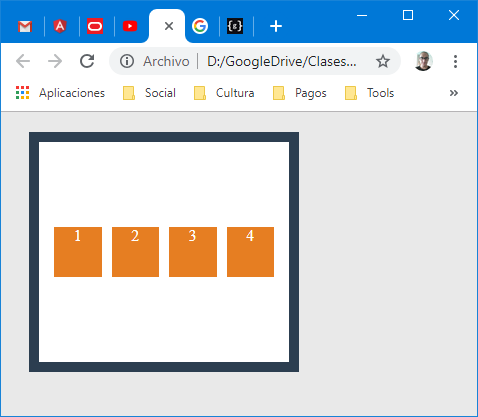 Archivo | D:/GoogleDrive/Clases...
Aplicaciones Social Cultura Pagos Tools »
1 2 3 4